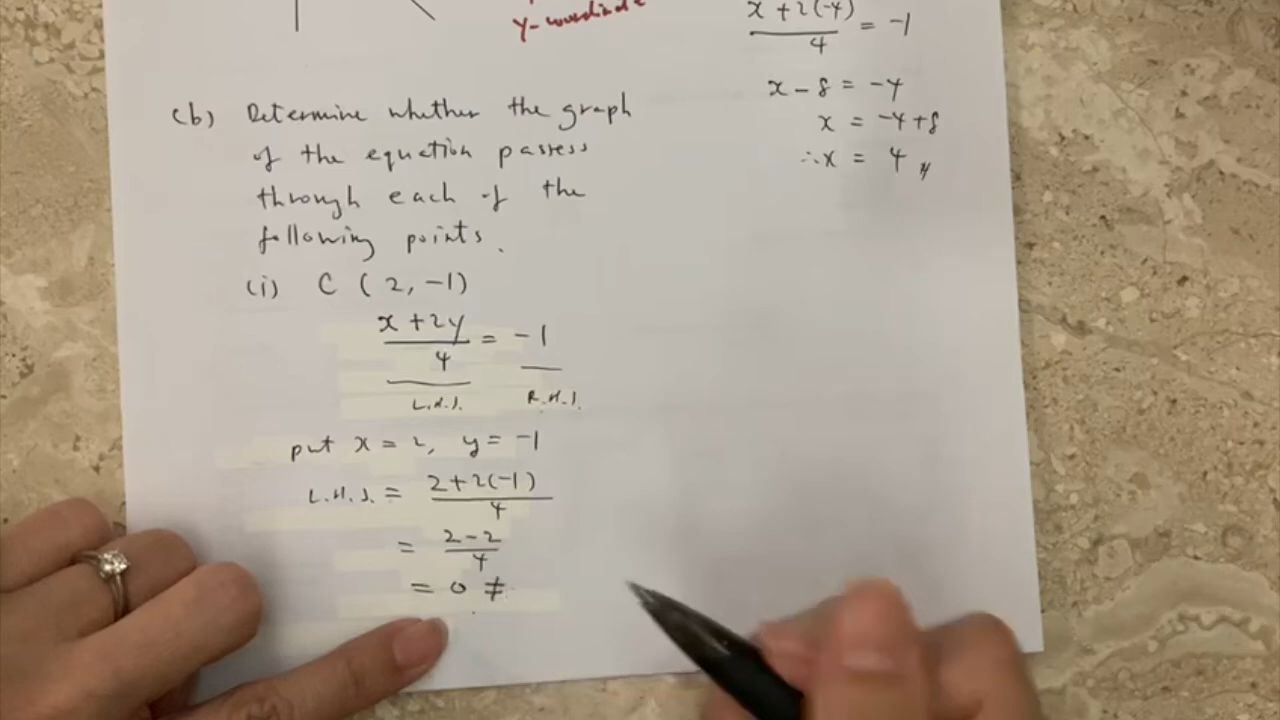 y-coordinate
x + 2(-4) / 4 = -1
x - 8 = -4
x = -4+8
∴x = 4 //
(b) Determine whether the graph
of the equation passess
through each of the
following points.
(i) C (2, -1)
x + 2y / 4 = -1
L.H.S. R.H.S.
put x = 2, y = -1
L.H.S. = 2+2(-1) / 4
= 2-2 / 4
= 0 ≠